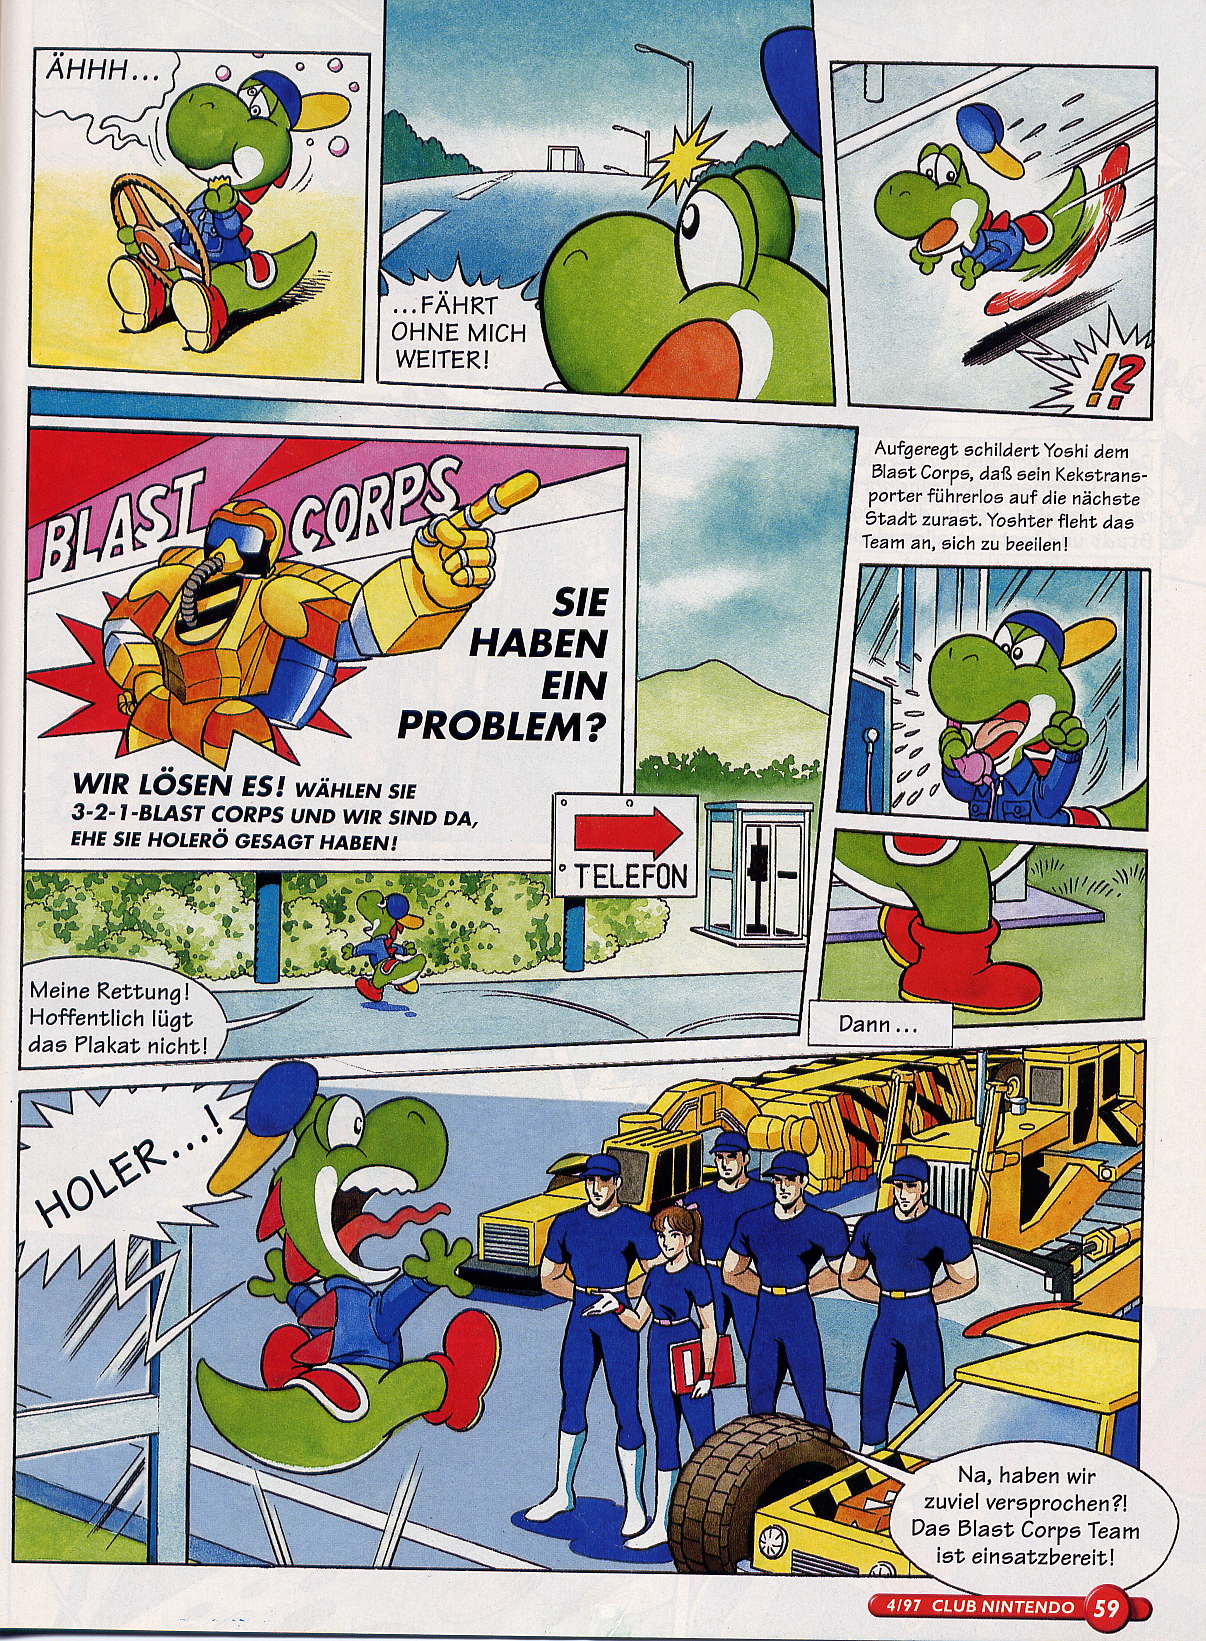 ÄHHH...
...FÄHRT
OHNE MICH
WEITER!
!?
BLAST CORPS
SIE
HABEN
EIN
PROBLEM?
WIR LÖSEN ES! WÄHLEN SIE
3-2-1-BLAST CORPS UND WIR SIND DA,
EHE SIE HOLERÖ GESAGT HABEN!
TELEFON
Meine Rettung!
Hoffentlich lügt
das Plakat nicht!
Aufgeregt schildert Yoshi dem
Blast Corps, daß sein Kekstrans-
porter führerlos auf die nächste
Stadt zurast. Yoshter fleht das
Team an, sich zu beeilen!
Dann...
HOLER...!
Na, haben wir
zuviel versprochen?!
Das Blast Corps Team
ist einsatzbereit!
4/97 CLUB NINTENDO 59